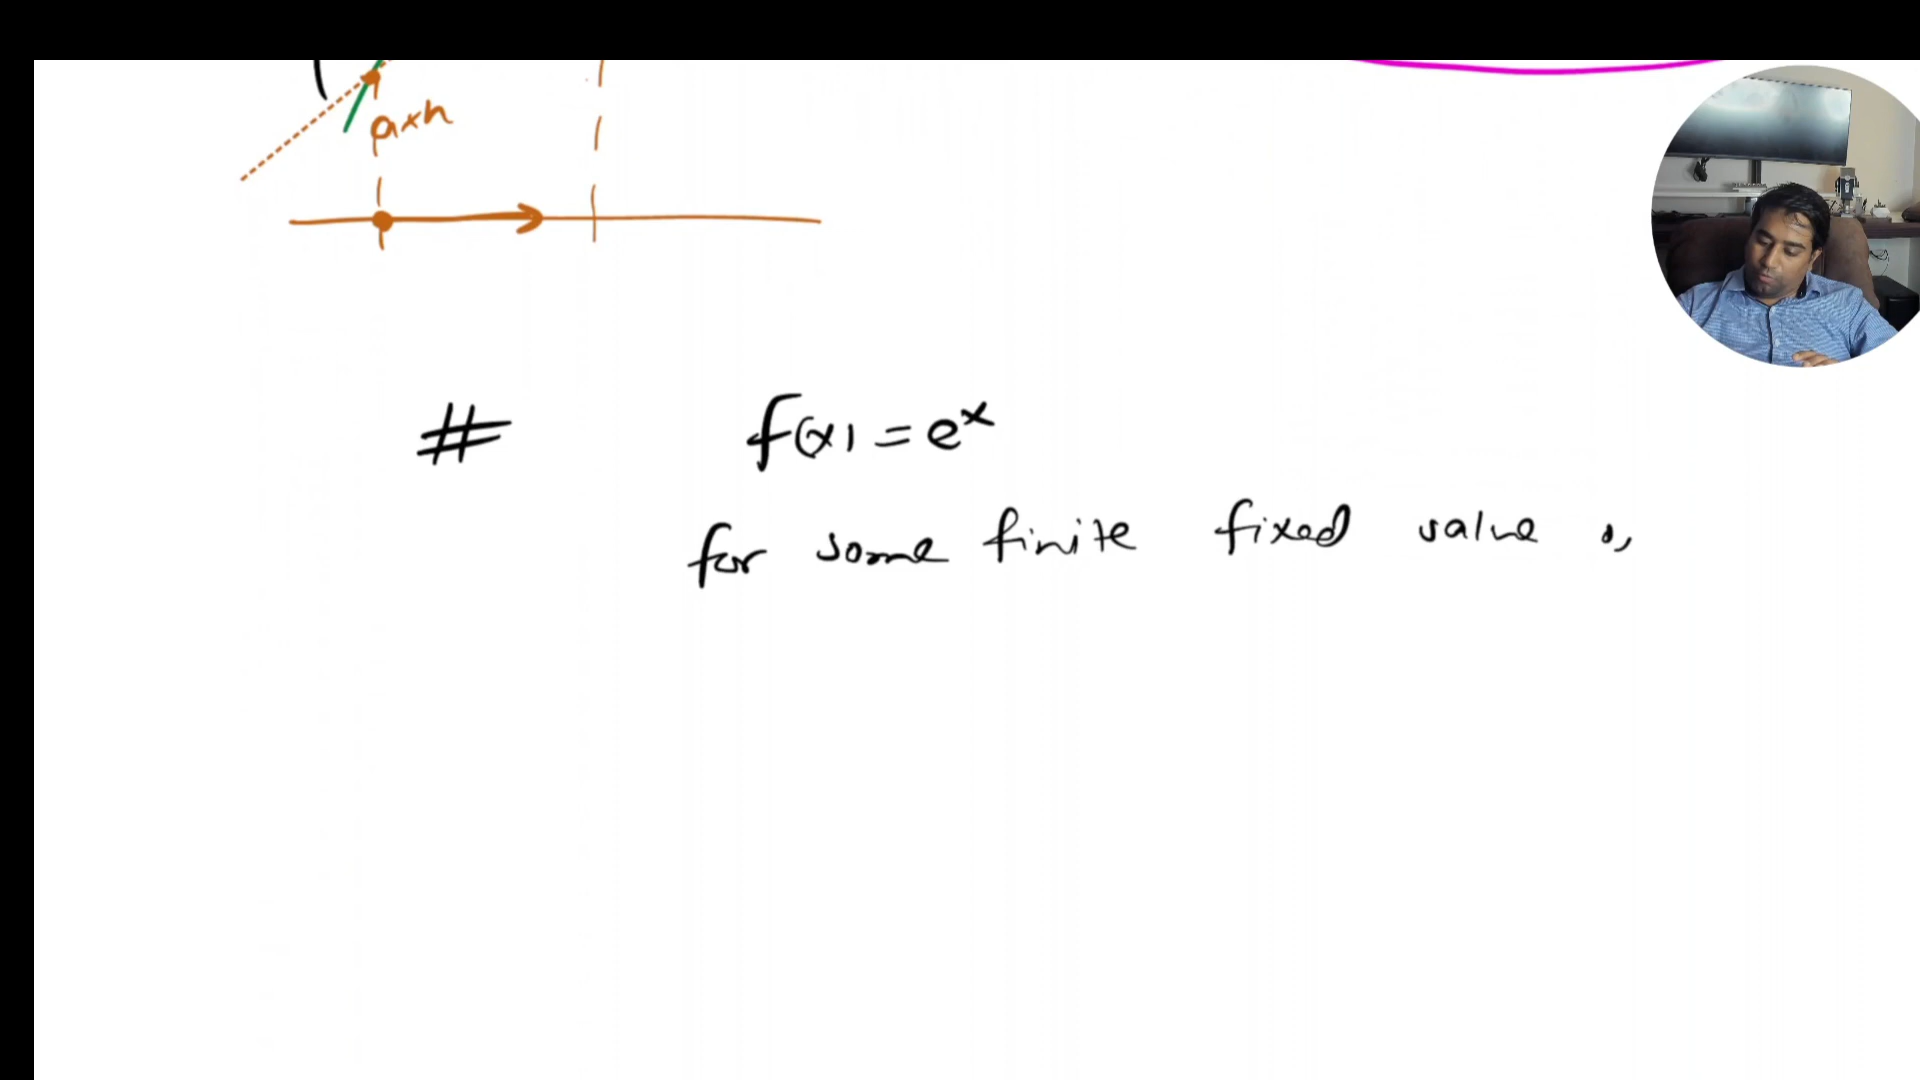 a+h
# f(x) = e^x
for some finite fixed value o